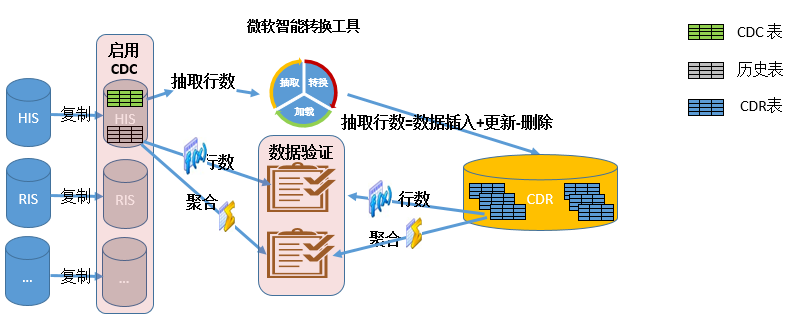 微软智能转换工具
CDC 表
历史表
CDR表
启用
CDC
抽取行数
抽取
转换
加载
HIS
复制
HIS
抽取行数=数据插入+更新-删除
数据验证
f(x)
行数
RIS
复制
RIS
聚合
f(x)
行数
CDR
聚合
...
复制
...